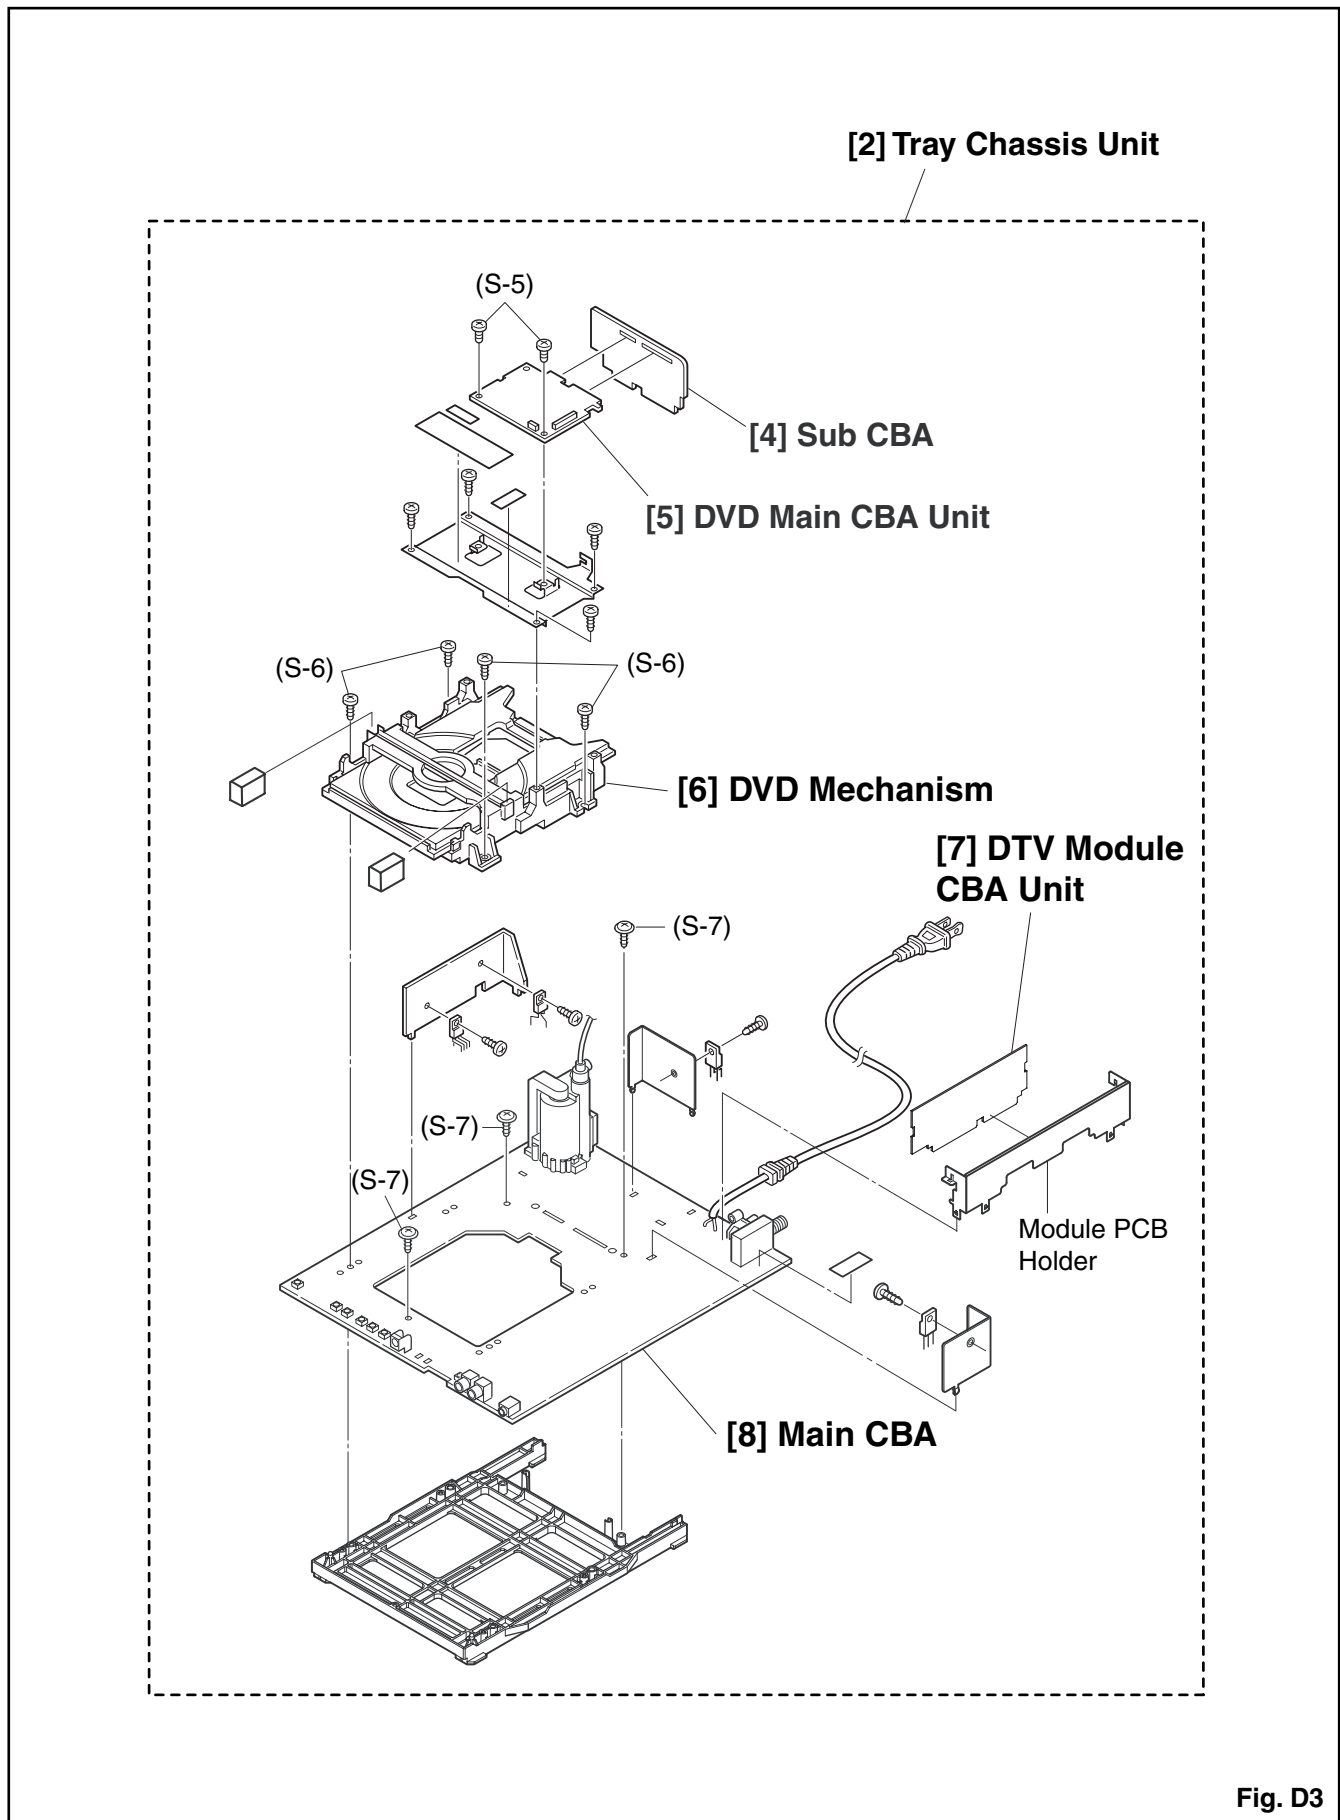 [2] Tray Chassis Unit
(S-5)
[4] Sub CBA
[5] DVD Main CBA Unit
(S-6)
(S-6)
[6] DVD Mechanism
[7] DTV Module
CBA Unit
(S-7)
(S-7)
(S-7)
Module PCB
Holder
[8] Main CBA
Fig. D3